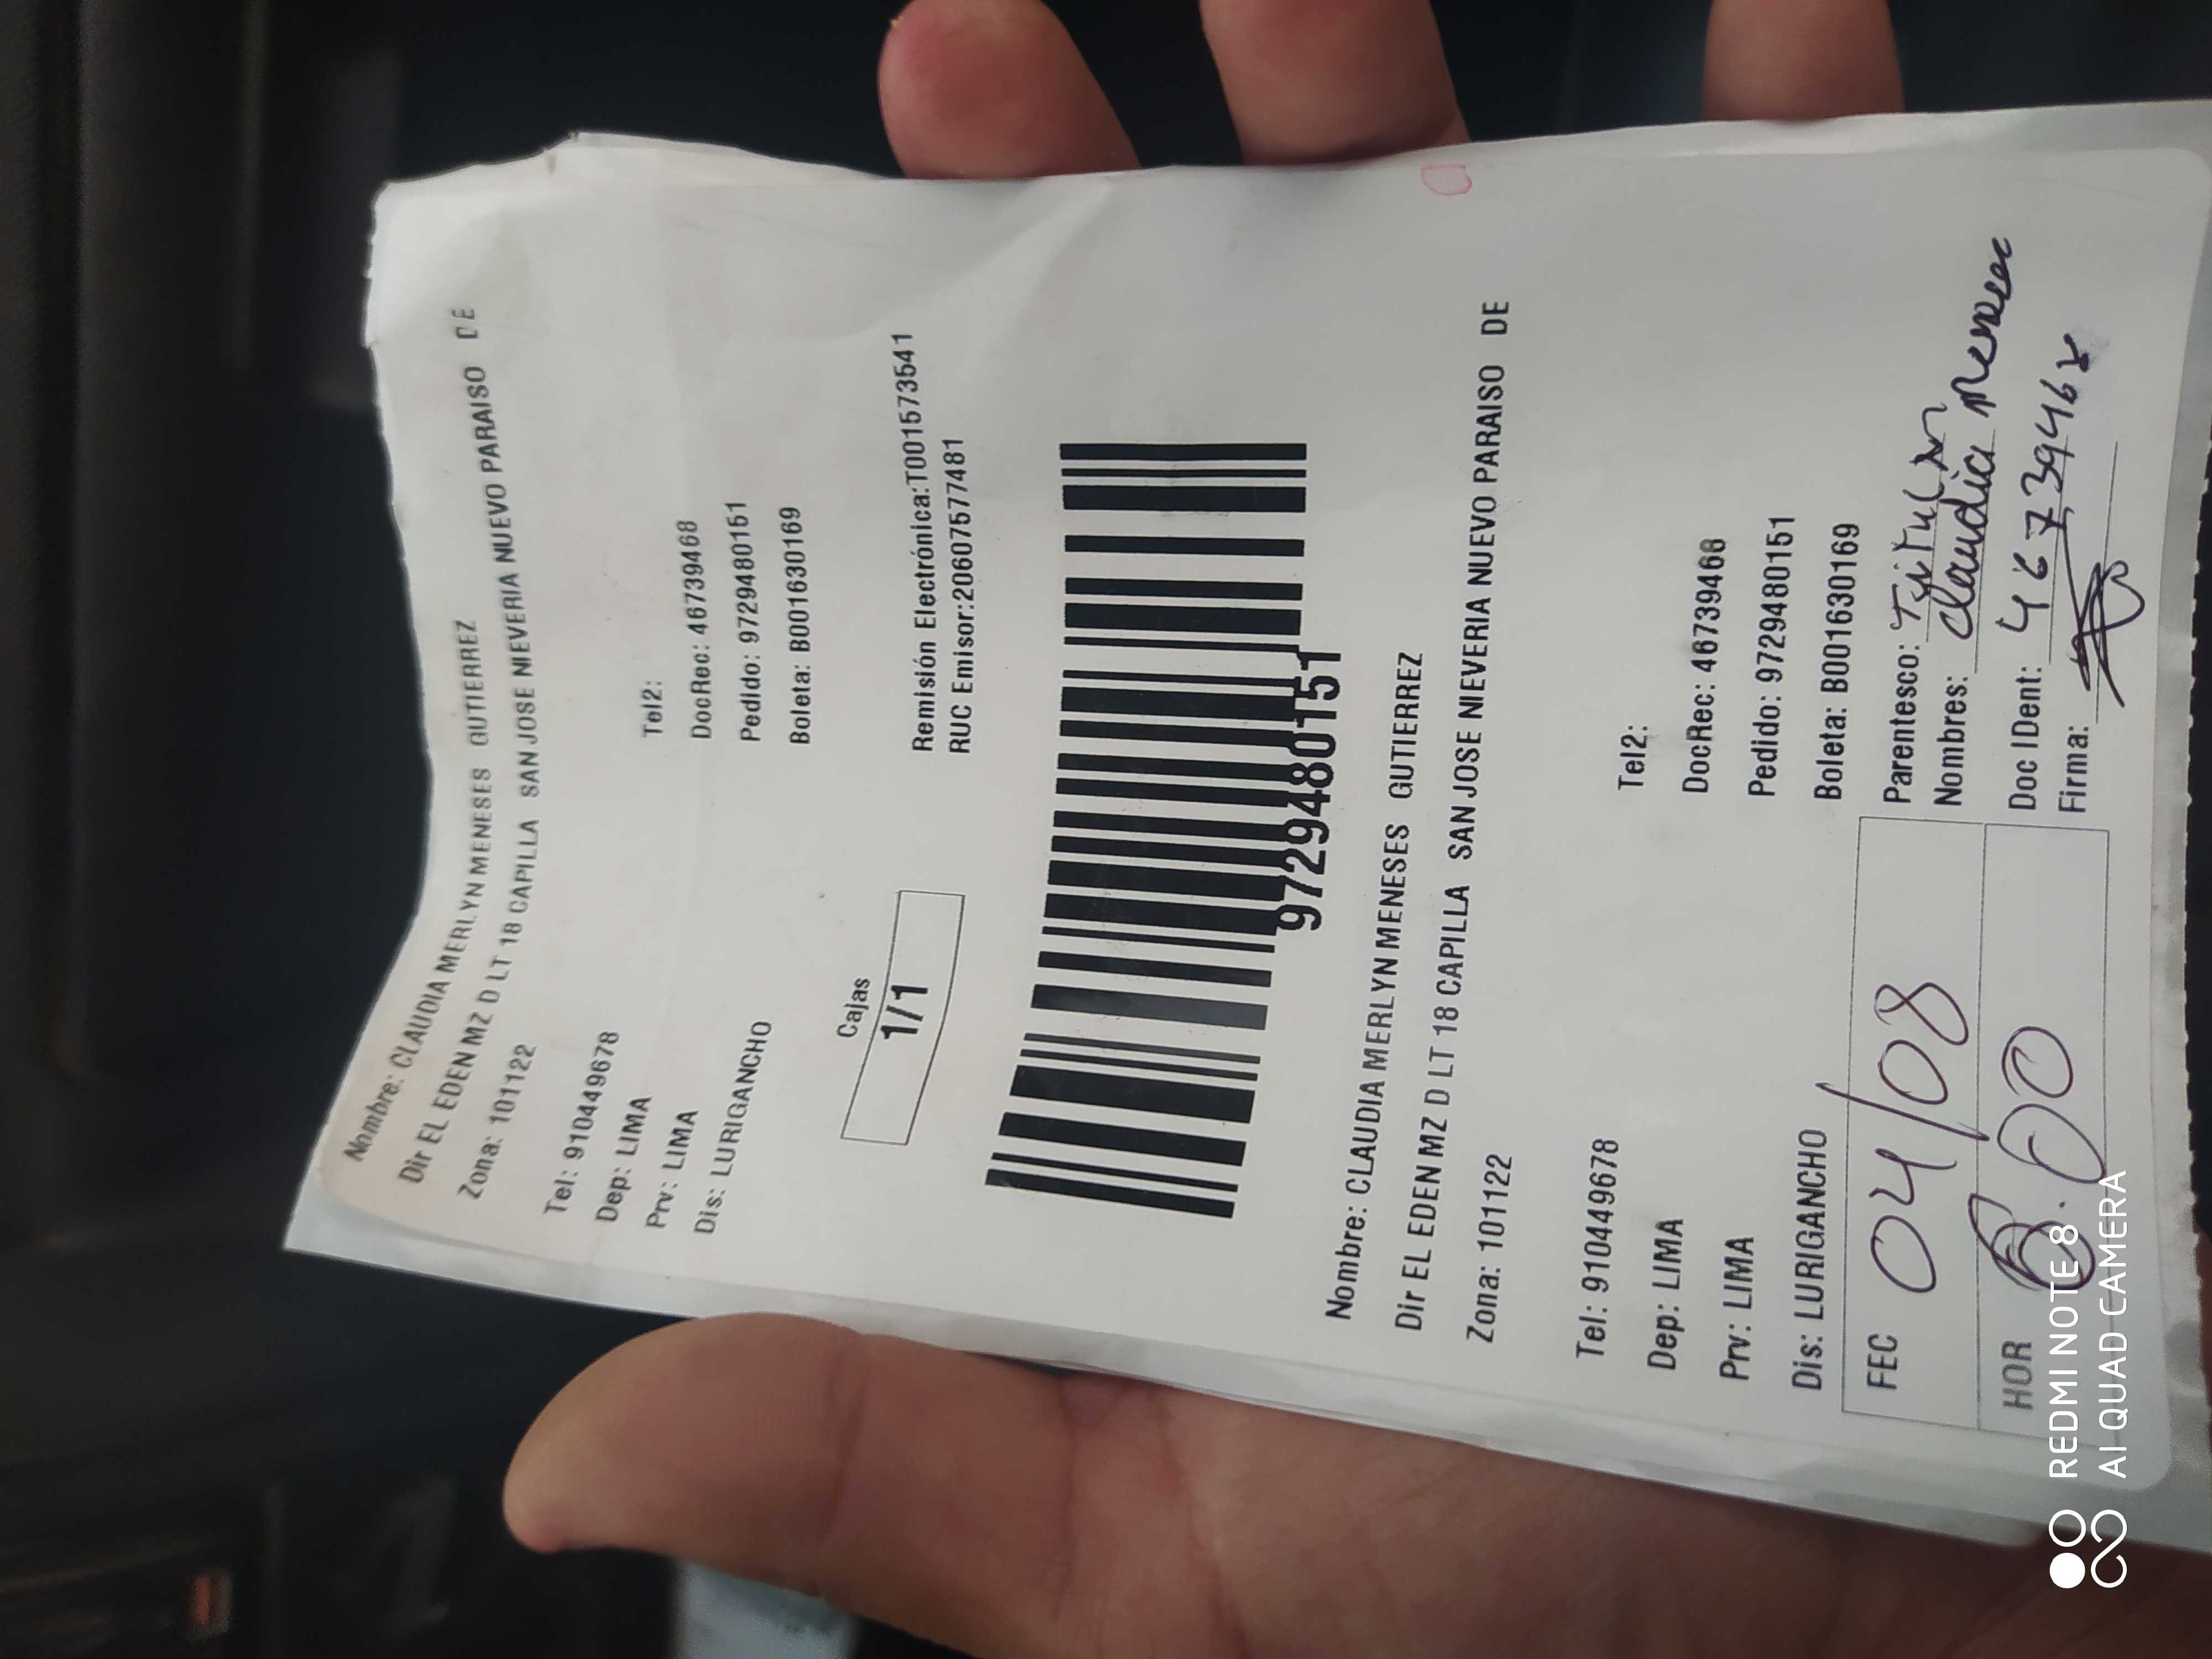 Nombre: CLAUDIA MERLYN MENESES GUTIERREZ
Dir EL EDEN MZ D LT 18 CAPILLA SAN JOSE NIEVERIA NUEVO PARAISO DE
Zona: 101122
Tel: 910449678 Tel2:
Dep: LIMA DocRec: 46739468
Prv: LIMA Pedido: 9729480151
Dis: LURIGANCHO Boleta: B001630169
Cajas
1/1
Remisión Electrónica:T001573541
RUC Emisor:20607577481
9729480151
Nombre: CLAUDIA MERLYN MENESES GUTIERREZ
Dir EL EDEN MZ D LT 18 CAPILLA SAN JOSE NIEVERIA NUEVO PARAISO DE
Zona: 101122
Tel: 910449678 Tel2:
Dep: LIMA DocRec: 46739468
Prv: LIMA Pedido: 9729480151
Dis: LURIGANCHO Boleta: B001630169
FEC 04/08
HOR 6.00
Parentesco: Titular
Nombres: Claudia Meneses
Doc IDent: 46739468
Firma:
REDMI NOTE 8
AI QUAD CAMERA